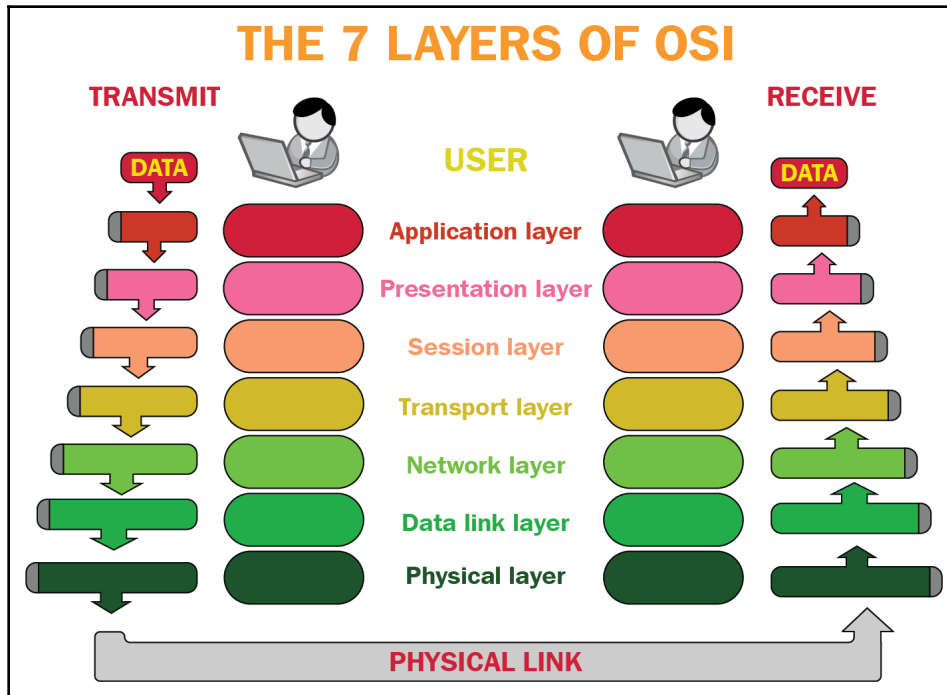 THE 7 LAYERS OF OSI
TRANSMIT
RECEIVE
USER
DATA
DATA
Application layer
Presentation layer
Session layer
Transport layer
Network layer
Data link layer
Physical layer
PHYSICAL LINK